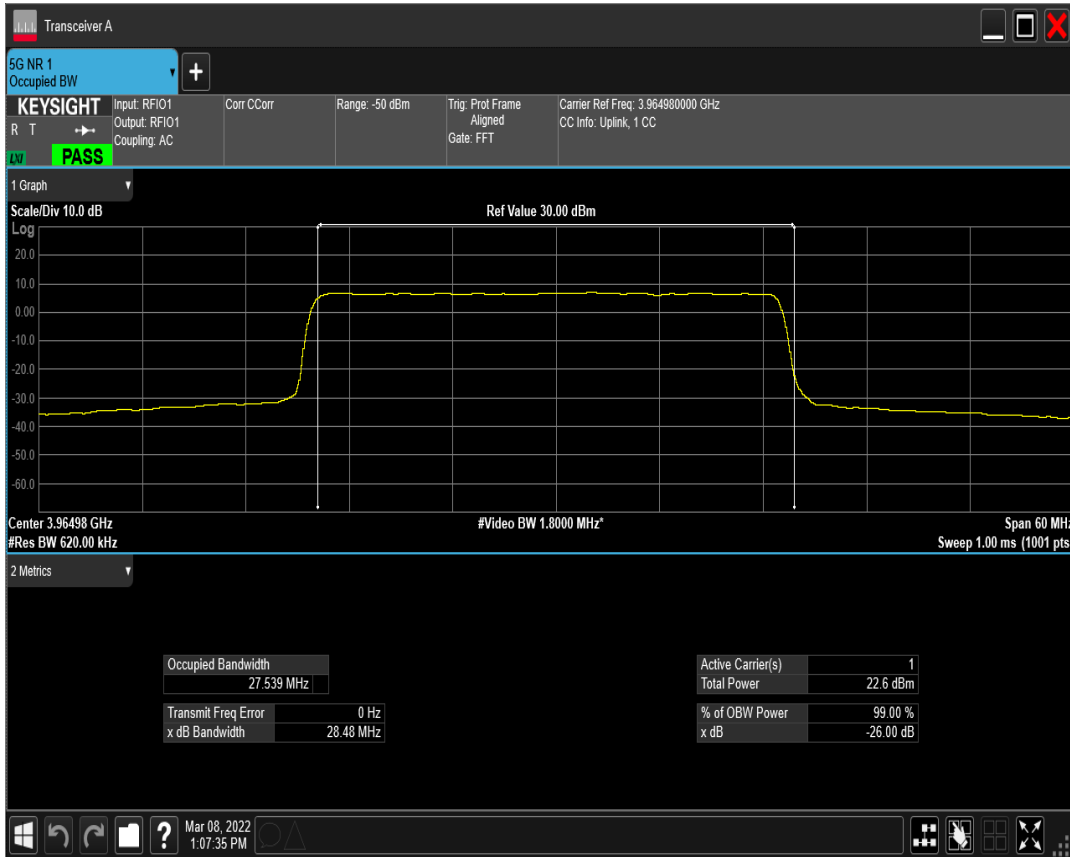 Transceiver A
5G NR 1
Occupied BW
KEYSIGHT
R T
LXI PASS
Input: RFIO1
Output: RFIO1
Coupling: AC
Corr CCorr
Range: -50 dBm
Trig: Prot Frame
Aligned
Gate: FFT
Carrier Ref Freq: 3.964980000 GHz
CC Info: Uplink, 1 CC
1 Graph
Scale/Div 10.0 dB
Ref Value 30.00 dBm
Log
20.0
10.0
0.00
-10.0
-20.0
-30.0
-40.0
-50.0
-60.0
Center 3.96498 GHz
#Video BW 1.8000 MHz*
Span 60 MHz
#Res BW 620.00 kHz
Sweep 1.00 ms (1001 pts
2 Metrics
Occupied Bandwidth
27.539 MHz
Transmit Freq Error 0 Hz
x dB Bandwidth 28.48 MHz
Active Carrier(s) 1
Total Power 22.6 dBm
% of OBW Power 99.00 %
x dB -26.00 dB
?
Mar 08, 2022
1:07:35 PM